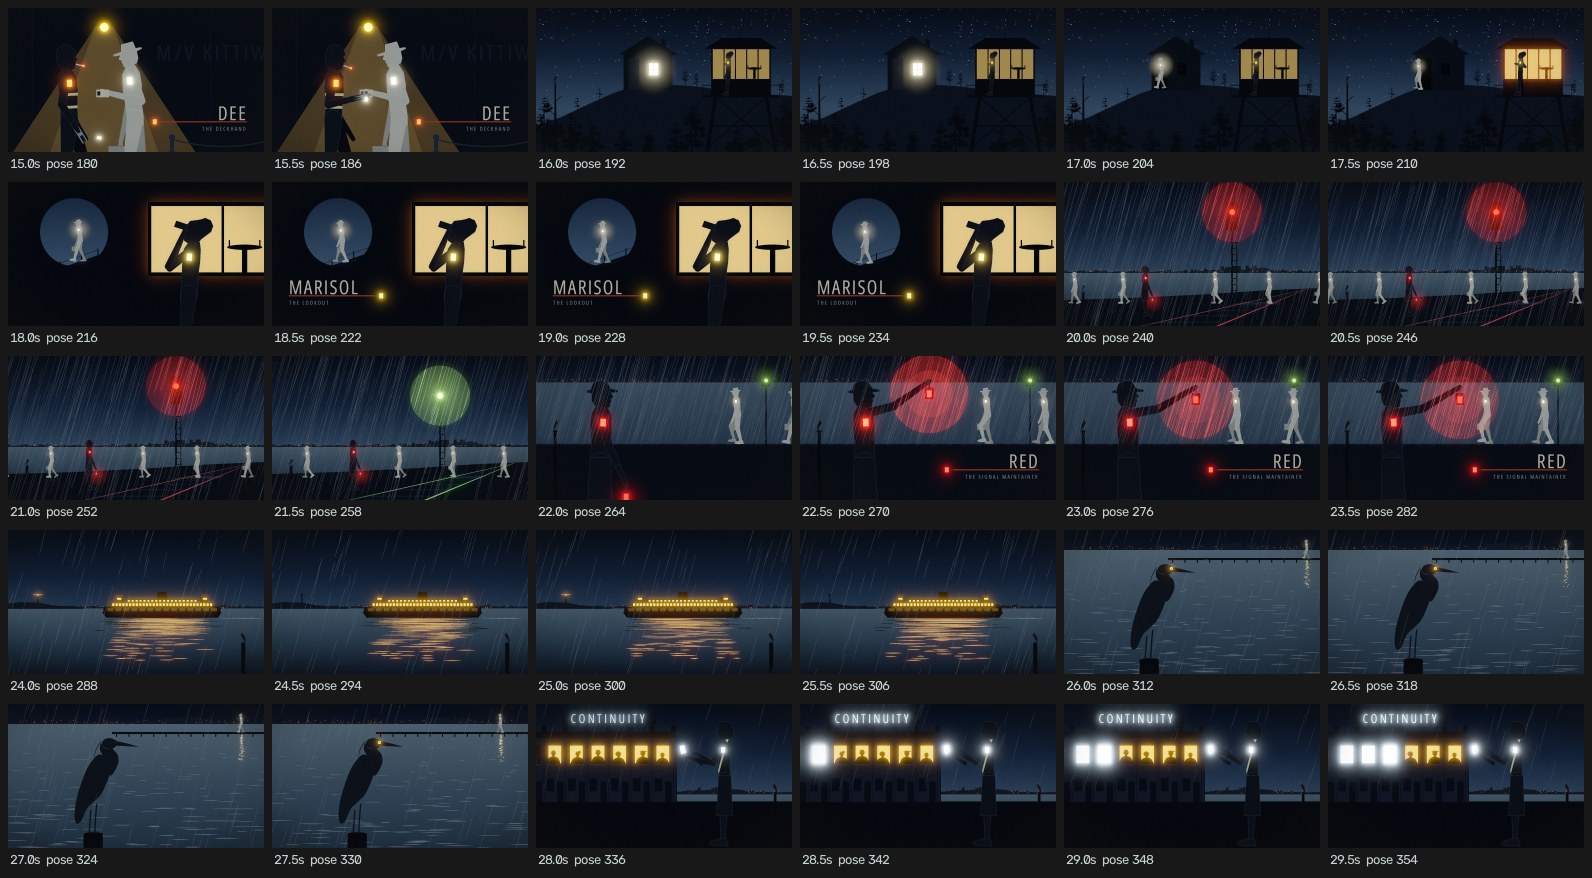 M/V KITTIW
DEE
THE DECKHAND
M/V KITTIW
DEE
THE DECKHAND
15.0s pose 180
15.5s pose 186
16.0s pose 192
16.5s pose 198
17.0s pose 204
17.5s pose 210
MARISOL
THE LOOKOUT
MARISOL
THE LOOKOUT
MARISOL
THE LOOKOUT
18.0s pose 216
18.5s pose 222
19.0s pose 228
19.5s pose 234
20.0s pose 240
20.5s pose 246
RED
THE SIGNAL MAINTAINER
RED
THE SIGNAL MAINTAINER
RED
THE SIGNAL MAINTAINER
21.0s pose 252
21.5s pose 258
22.0s pose 264
22.5s pose 270
23.0s pose 276
23.5s pose 282
24.0s pose 288
24.5s pose 294
25.0s pose 300
25.5s pose 306
26.0s pose 312
26.5s pose 318
CONTINUITY
CONTINUITY
CONTINUITY
CONTINUITY
27.0s pose 324
27.5s pose 330
28.0s pose 336
28.5s pose 342
29.0s pose 348
29.5s pose 354